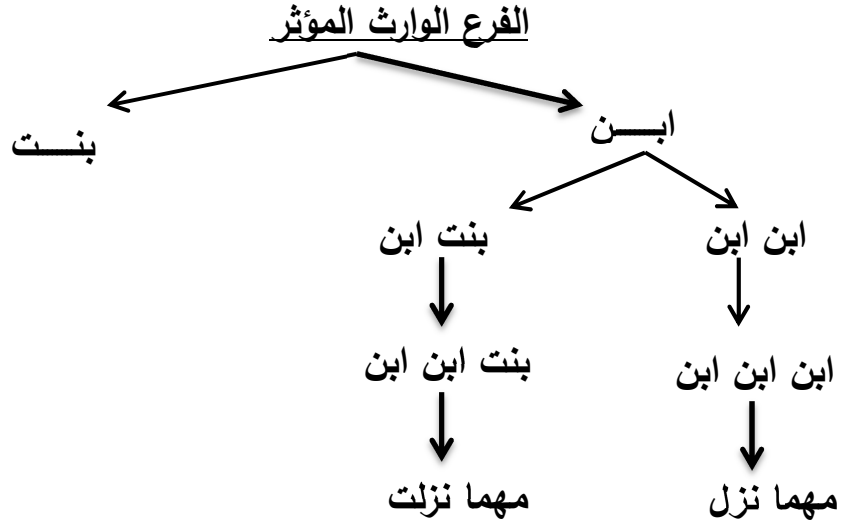 الفرع الوارث المؤثر
ابـــن
بنـــت
ابن ابن
بنت ابن
ابن ابن ابن
بنت ابن ابن
مهما نزل
مهما نزلت